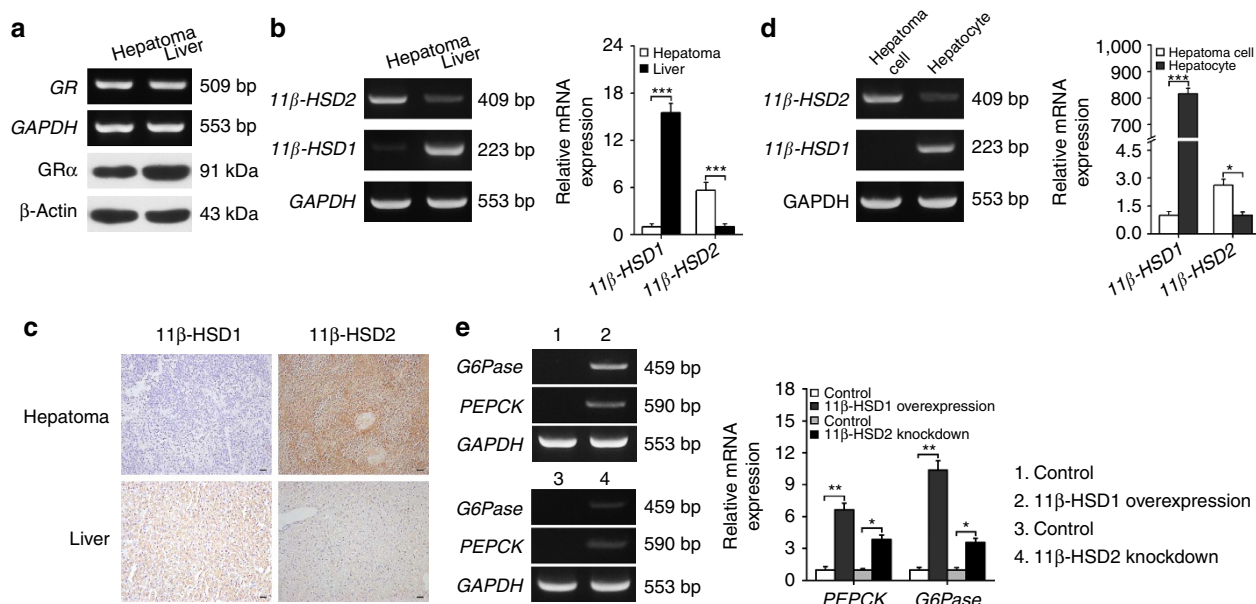 a
Hepatoma
Liver
GR
509 bp
GAPDH
553 bp
GRα
91 kDa
β-Actin
43 kDa
b
Hepatoma
Liver
11β-HSD2
409 bp
11β-HSD1
223 bp
GAPDH
553 bp
Relative mRNA
expression
24
18
12
6
0
Hepatoma
Liver
***
***
11β-HSD1
11β-HSD2
d
Hepatoma
cell
Hepatocyte
11β-HSD2
409 bp
11β-HSD1
223 bp
GAPDH
553 bp
Relative mRNA
expression
1,000
900
800
700
4.5
3.0
1.5
0.0
Hepatoma cell
Hepatocyte
***
*
11β-HSD1
11β-HSD2
c
11β-HSD1
11β-HSD2
Hepatoma
Liver
e
1
2
G6Pase
459 bp
PEPCK
590 bp
GAPDH
553 bp
3
4
G6Pase
459 bp
PEPCK
590 bp
GAPDH
553 bp
Relative mRNA
expression
18
15
12
9
6
3
0
Control
11β-HSD1 overexpression
Control
11β-HSD2 knockdown
**
*
**
*
PEPCK
G6Pase
1. Control
2. 11β-HSD1 overexpression
3. Control
4. 11β-HSD2 knockdown